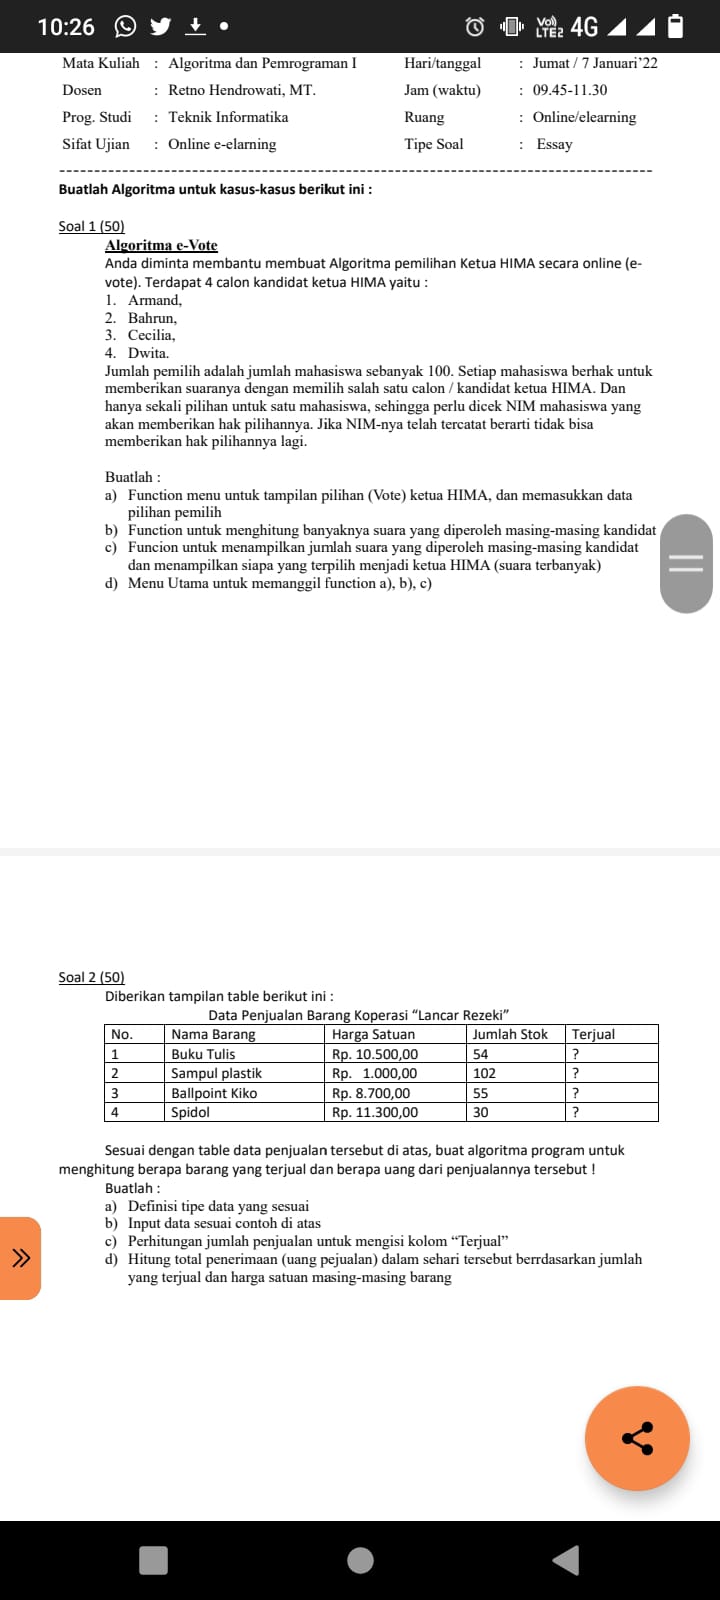 10:26 Vo)) LTE2 4G
Mata Kuliah : Algoritma dan Pemrograman I Hari/tanggal : Jumat / 7 Januari'22
Dosen : Retno Hendrowati, MT. Jam (waktu) : 09.45-11.30
Prog. Studi : Teknik Informatika Ruang : Online/elearning
Sifat Ujian : Online e-elarning Tipe Soal : Essay
Buatlah Algoritma untuk kasus-kasus berikut ini :
Soal 1 (50)
Algoritma e-Vote
Anda diminta membantu membuat Algoritma pemilihan Ketua HIMA secara online (e-
vote). Terdapat 4 calon kandidat ketua HIMA yaitu :
1. Armand,
2. Bahrun,
3. Cecilia,
4. Dwita.
Jumlah pemilih adalah jumlah mahasiswa sebanyak 100. Setiap mahasiswa berhak untuk
memberikan suaranya dengan memilih salah satu calon / kandidat ketua HIMA. Dan
hanya sekali pilihan untuk satu mahasiswa, sehingga perlu dicek NIM mahasiswa yang
akan memberikan hak pilihannya. Jika NIM-nya telah tercatat berarti tidak bisa
memberikan hak pilihannya lagi.
Buatlah :
a) Function menu untuk tampilan pilihan (Vote) ketua HIMA, dan memasukkan data
pilihan pemilih
b) Function untuk menghitung banyaknya suara yang diperoleh masing-masing kandidat
c) Funcion untuk menampilkan jumlah suara yang diperoleh masing-masing kandidat
dan menampilkan siapa yang terpilih menjadi ketua HIMA (suara terbanyak)
d) Menu Utama untuk memanggil function a), b), c)
Soal 2 (50)
Diberikan tampilan table berikut ini :
Data Penjualan Barang Koperasi “Lancar Rezeki”
No. Nama Barang Harga Satuan Jumlah Stok Terjual
1 Buku Tulis Rp. 10.500,00 54 ?
2 Sampul plastik Rp. 1.000,00 102 ?
3 Ballpoint Kiko Rp. 8.700,00 55 ?
4 Spidol Rp. 11.300,00 30 ?
Sesuai dengan table data penjualan tersebut di atas, buat algoritma program untuk
menghitung berapa barang yang terjual dan berapa uang dari penjualannya tersebut !
Buatlah :
a) Definisi tipe data yang sesuai
b) Input data sesuai contoh di atas
c) Perhitungan jumlah penjualan untuk mengisi kolom “Terjual”
d) Hitung total penerimaan (uang pejualan) dalam sehari tersebut berrdasarkan jumlah
yang terjual dan harga satuan masing-masing barang